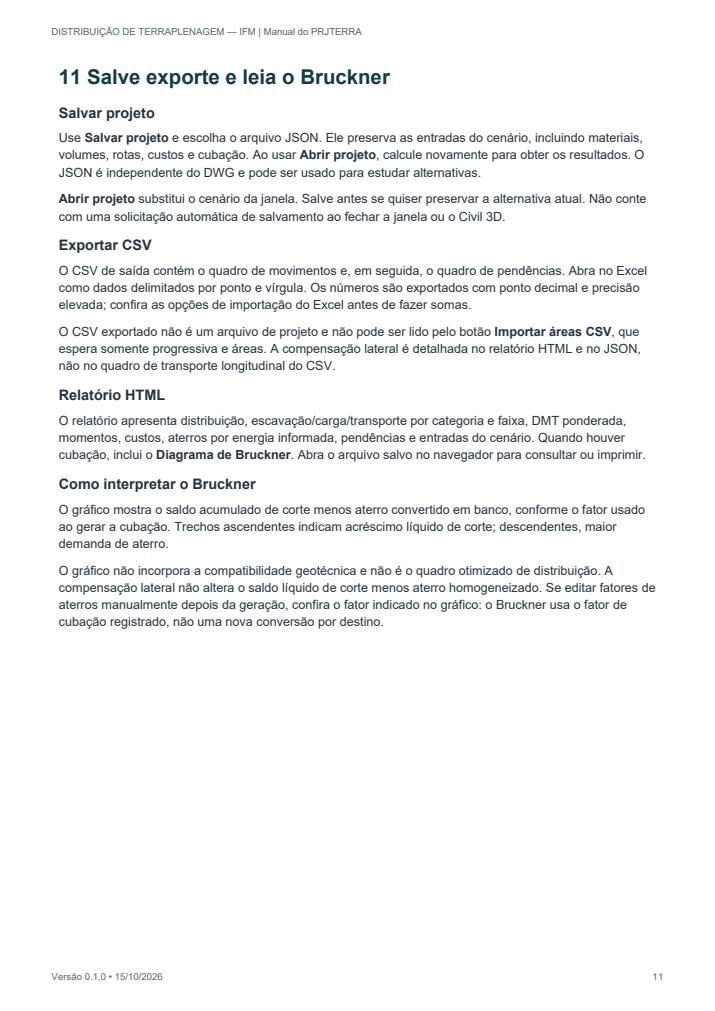 DISTRIBUIÇÃO DE TERRAPLENAGEM — IFM | Manual do PRJTERRA
11 Salve exporte e leia o Bruckner
Salvar projeto
Use Salvar projeto e escolha o arquivo JSON. Ele preserva as entradas do cenário, incluindo materiais,
volumes, rotas, custos e cubação. Ao usar Abrir projeto, calcule novamente para obter os resultados. O
JSON é independente do DWG e pode ser usado para estudar alternativas.
Abrir projeto substitui o cenário da janela. Salve antes se quiser preservar a alternativa atual. Não conte
com uma solicitação automática de salvamento ao fechar a janela ou o Civil 3D.
Exportar CSV
O CSV de saída contém o quadro de movimentos e, em seguida, o quadro de pendências. Abra no Excel
como dados delimitados por ponto e vírgula. Os números são exportados com ponto decimal e precisão
elevada; confira as opções de importação do Excel antes de fazer somas.
O CSV exportado não é um arquivo de projeto e não pode ser lido pelo botão Importar áreas CSV, que
espera somente progressiva e áreas. A compensação lateral é detalhada no relatório HTML e no JSON,
não no quadro de transporte longitudinal do CSV.
Relatório HTML
O relatório apresenta distribuição, escavação/carga/transporte por categoria e faixa, DMT ponderada,
momentos, custos, aterros por energia informada, pendências e entradas do cenário. Quando houver
cubação, inclui o Diagrama de Bruckner. Abra o arquivo salvo no navegador para consultar ou imprimir.
Como interpretar o Bruckner
O gráfico mostra o saldo acumulado de corte menos aterro convertido em banco, conforme o fator usado
ao gerar a cubação. Trechos ascendentes indicam acréscimo líquido de corte; descendentes, maior
demanda de aterro.
O gráfico não incorpora a compatibilidade geotécnica e não é o quadro otimizado de distribuição. A
compensação lateral não altera o saldo líquido de corte menos aterro homogeneizado. Se editar fatores de
aterros manualmente depois da geração, confira o fator indicado no gráfico: o Bruckner usa o fator de
cubação registrado, não uma nova conversão por destino.
Versão 0.1.0 • 15/10/2026
11